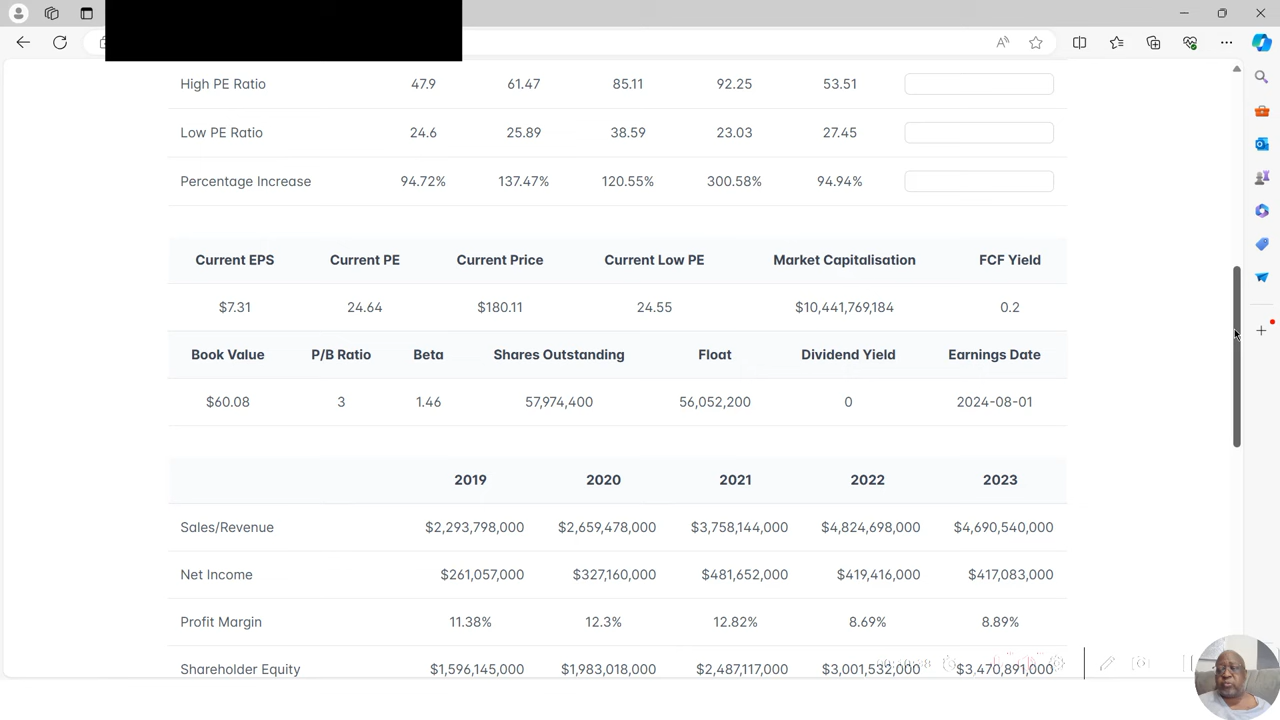 High PE Ratio 47.9 61.47 85.11 92.25 53.51
Low PE Ratio 24.6 25.89 38.59 23.03 27.45
Percentage Increase 94.72% 137.47% 120.55% 300.58% 94.94%
Current EPS Current PE Current Price Current Low PE Market Capitalisation FCF Yield
$7.31 24.64 $180.11 24.55 $10,441,769,184 0.2
Book Value P/B Ratio Beta Shares Outstanding Float Dividend Yield Earnings Date
$60.08 3 1.46 57,974,400 56,052,200 0 2024-08-01
2019 2020 2021 2022 2023
Sales/Revenue $2,293,798,000 $2,659,478,000 $3,758,144,000 $4,824,698,000 $4,690,540,000
Net Income $261,057,000 $327,160,000 $481,652,000 $419,416,000 $417,083,000
Profit Margin 11.38% 12.3% 12.82% 8.69% 8.89%
Shareholder Equity $1,596,145,000 $1,983,018,000 $2,487,117,000 $3,001,532,000 $3,470,891,000